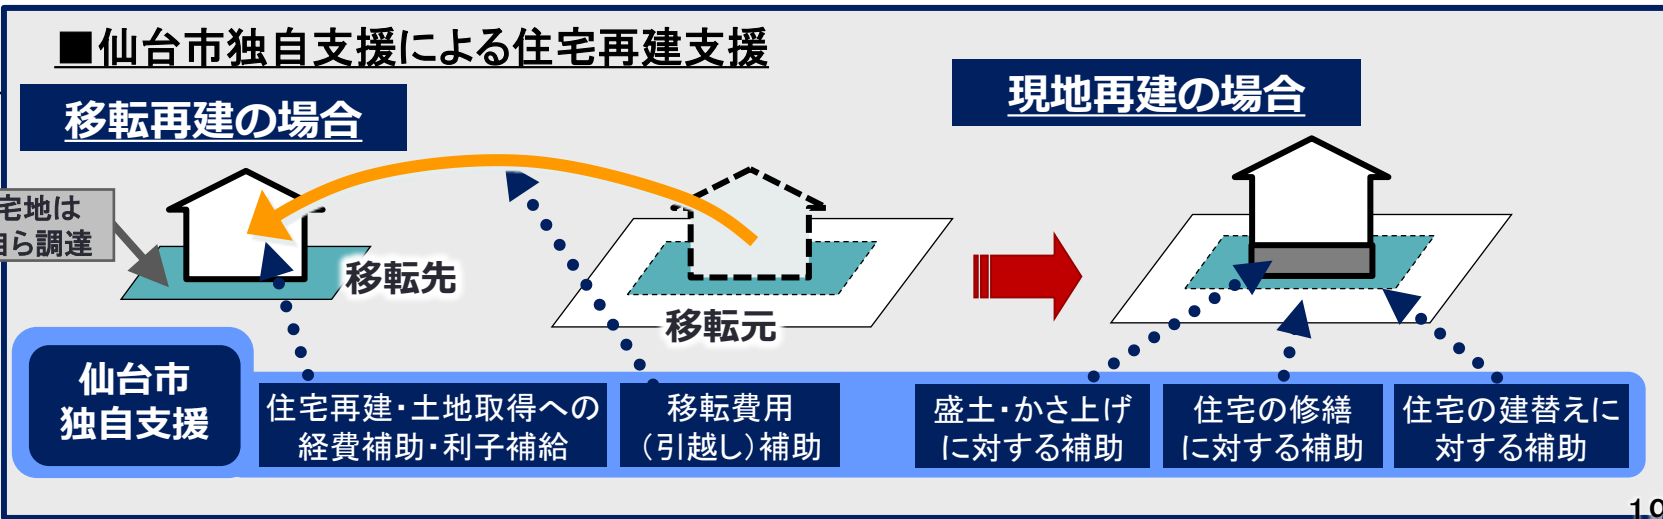 ■仙台市独自支援による住宅再建支援
移転再建の場合
現地再建の場合
宅地は
自ら調達
移転先
移転元
仙台市
独自支援
住宅再建・土地取得への
経費補助・利子補給
移転費用
（引越し）補助
盛土・かさ上げ
に対する補助
住宅の修繕
に対する補助
住宅の建替えに
対する補助
19